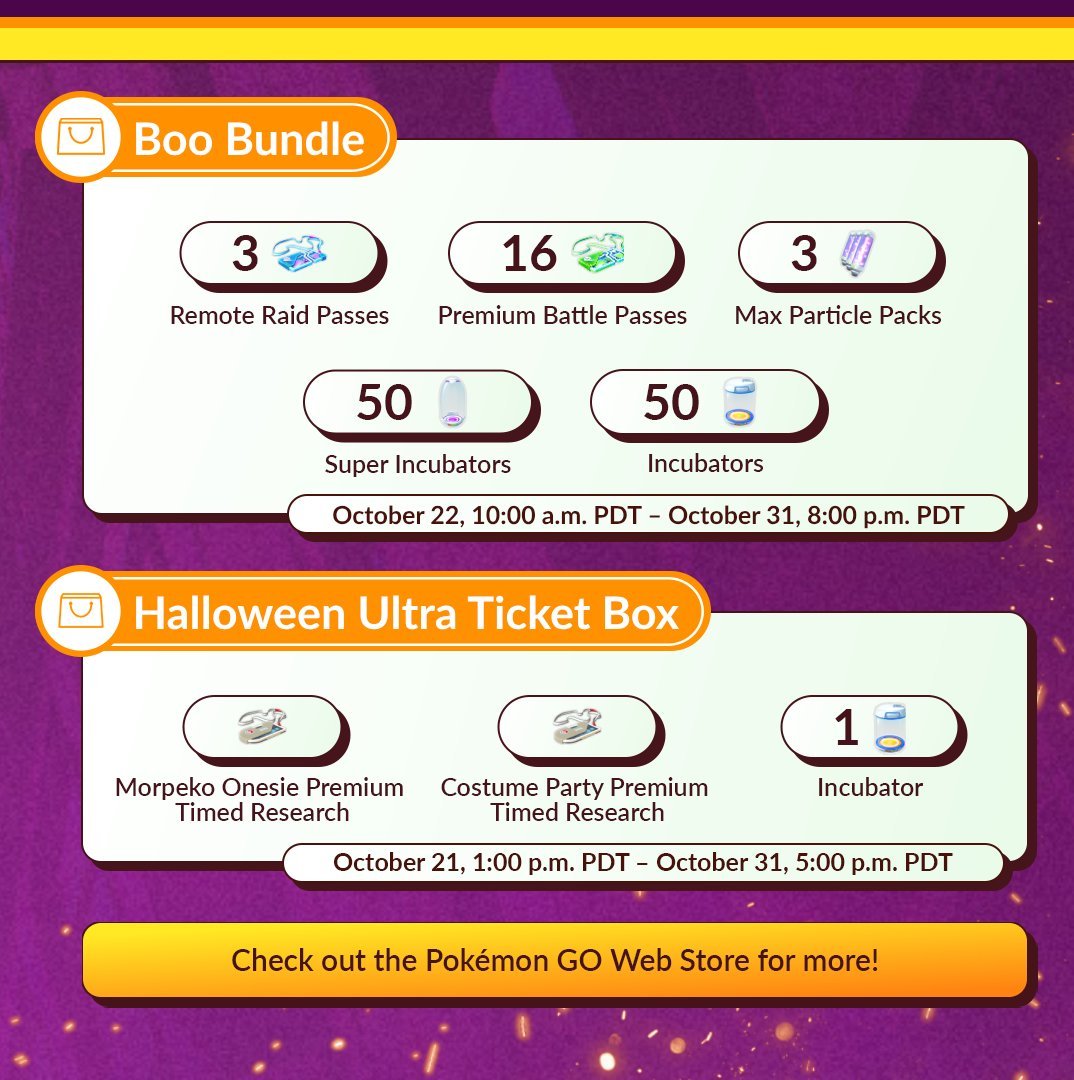 Boo Bundle
3
16
3
Remote Raid Passes
Premium Battle Passes
Max Particle Packs
50
50
Super Incubators
Incubators
October 22, 10:00 a.m. PDT – October 31, 8:00 p.m. PDT
Halloween Ultra Ticket Box
1
Morpeko Onesie Premium
Timed Research
Costume Party Premium
Timed Research
Incubator
October 21, 1:00 p.m. PDT – October 31, 5:00 p.m. PDT
Check out the Pokémon GO Web Store for more!